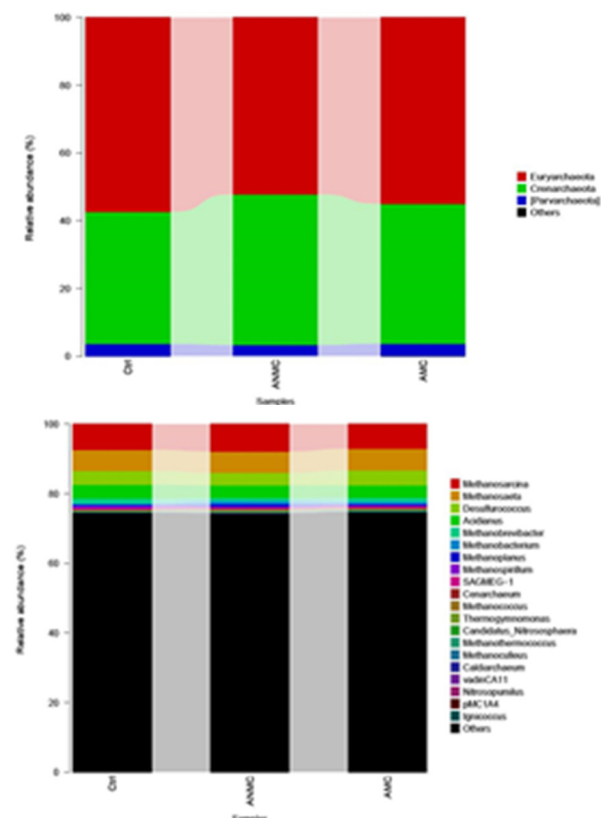 100
80
60
40
20
0
Relative abundance (%)
Ctrl
ANMC
AMC
Samples
Euryarchaeota
Crenarchaeota
[Parvarchaeota]
Others
100
80
60
40
20
0
Relative abundance (%)
Ctrl
ANMC
AMC
Samples
Methanosarcina
Methanosaeta
Desulfurococcus
Acidianus
Methanobrevibacter
Methanobacterium
Methanoplanus
Methanospirillum
SAGMEG-1
Cenarchaeum
Methanococcus
Thermogymnomonas
Candidatus_Nitrososphaera
Methanothermococcus
Methanoculleus
Caldiarchaeum
vadinCA11
Nitrosopumilus
pMC1A4
Ignicoccus
Others